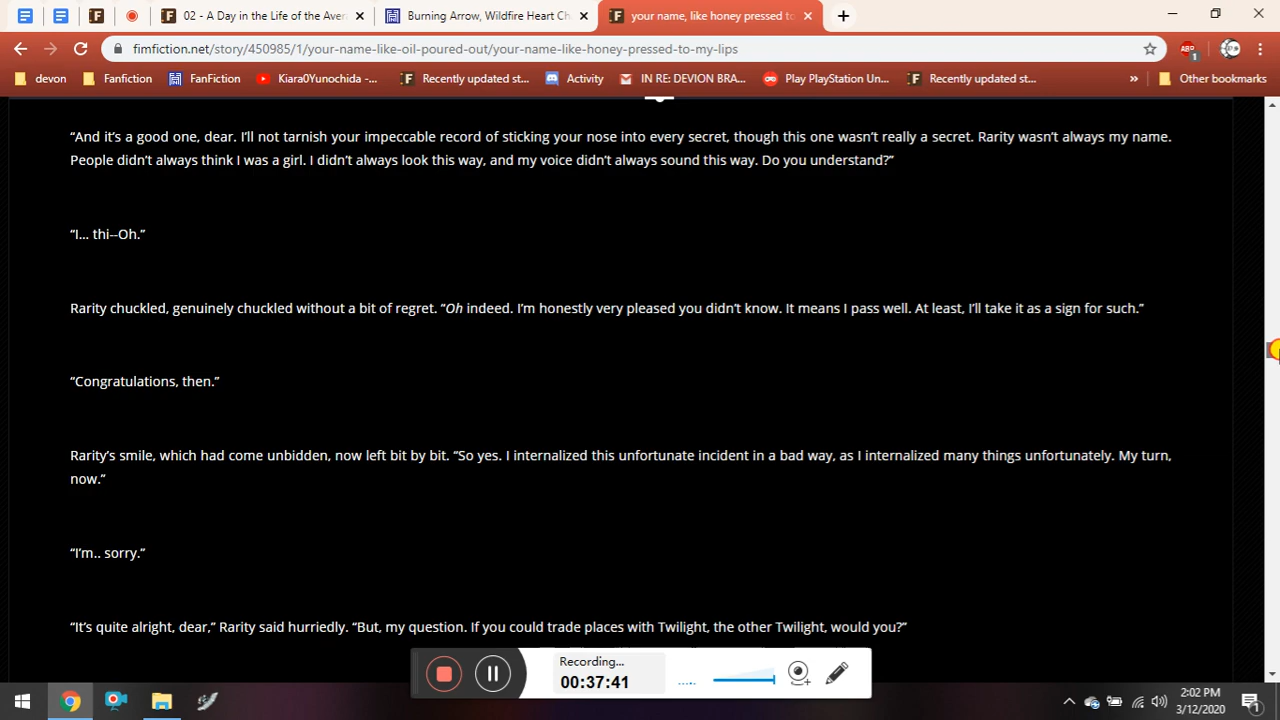 02 - A Day in the Life of the Aver
Burning Arrow, Wildfire Heart Ch
your name, like honey pressed to
fimfiction.net/story/450985/1/your-name-like-oil-poured-out/your-name-like-honey-pressed-to-my-lips
devon
Fanfiction
FanFiction
Kiara0Yunochida -...
Recently updated st...
Activity
IN RE: DEVION BRA...
Play PlayStation Un...
Recently updated st...
»
Other bookmarks
“And it’s a good one, dear. I’ll not tarnish your impeccable record of sticking your nose into every secret, though this one wasn’t really a secret. Rarity wasn’t always my name.
People didn’t always think I was a girl. I didn’t always look this way, and my voice didn’t always sound this way. Do you understand?”
“I... thi--Oh.”
Rarity chuckled, genuinely chuckled without a bit of regret. “Oh indeed. I’m honestly very pleased you didn’t know. It means I pass well. At least, I’ll take it as a sign for such.”
“Congratulations, then.”
Rarity’s smile, which had come unbidden, now left bit by bit. “So yes. I internalized this unfortunate incident in a bad way, as I internalized many things unfortunately. My turn,
now.”
“I’m.. sorry.”
“It’s quite alright, dear,” Rarity said hurriedly. “But, my question. If you could trade places with Twilight, the other Twilight, would you?”
Recording...
00:37:41
2:02 PM
3/12/2020